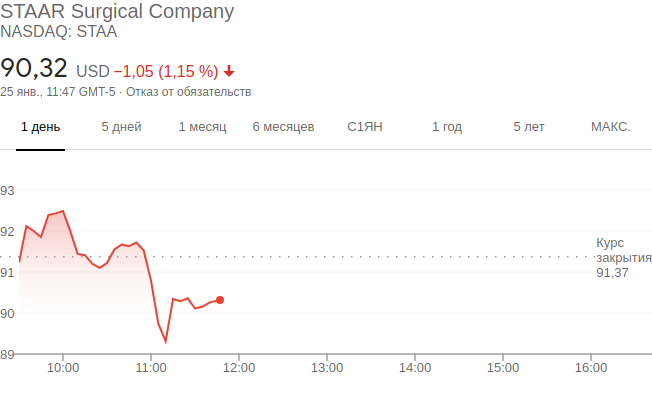 STAAR Surgical Company
NASDAQ: STAA
90,32 USD −1,05 (1,15 %)
25 янв., 11:47 GMT-5 · Отказ от обязательств
1 день 5 дней 1 месяц 6 месяцев С1ЯН 1 год 5 лет МАКС.
93
92
Курс
закрытия
91,37
91
90
89
10:00 11:00 12:00 13:00 14:00 15:00 16:00